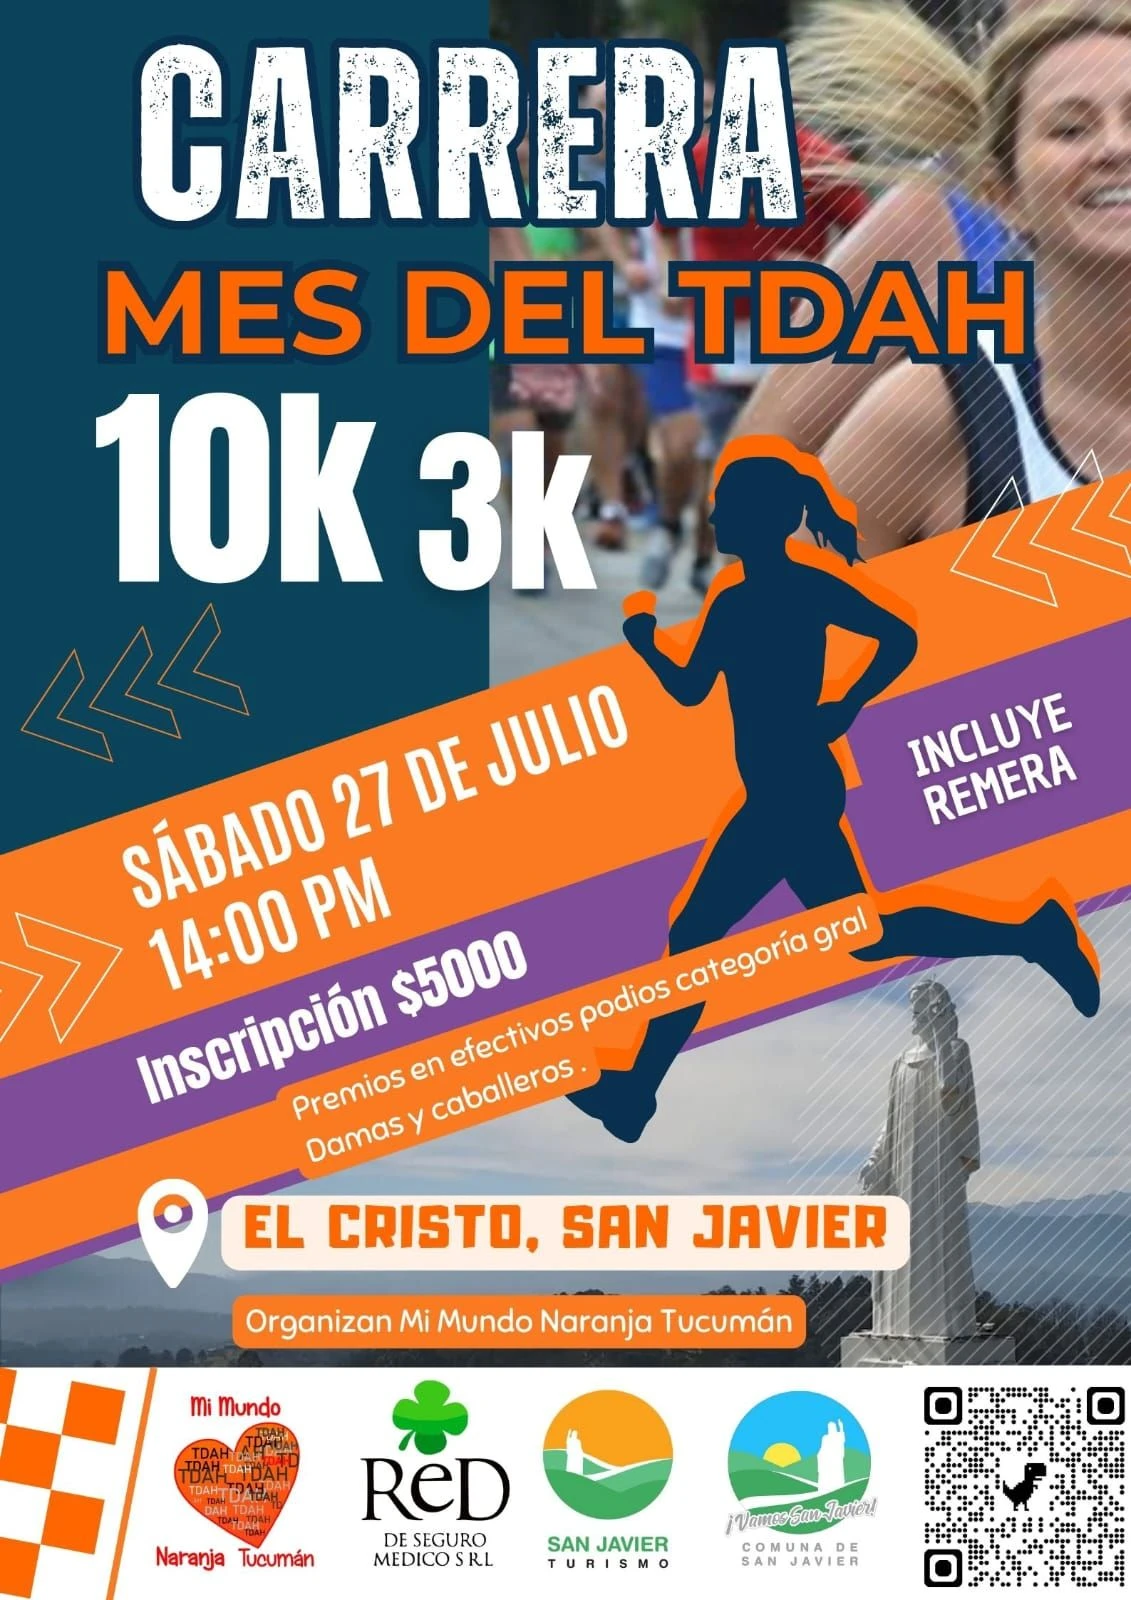 CARRERA
MES DEL TDAH
10k 3k
SÁBADO 27 DE JULIO
14:00 PM
INCLUYE
REMERA
Inscripción $5000
Premios en efectivos podios categoría gral
Damas y caballeros .
EL CRISTO, SAN JAVIER
Organizan Mi Mundo Naranja Tucumán
Mi Mundo
TDAH
Naranja Tucumán
ReD
DE SEGURO
MEDICO S R L
SAN JAVIER
TURISMO
¡Vamos San Javier!
COMUNA DE
SAN JAVIER